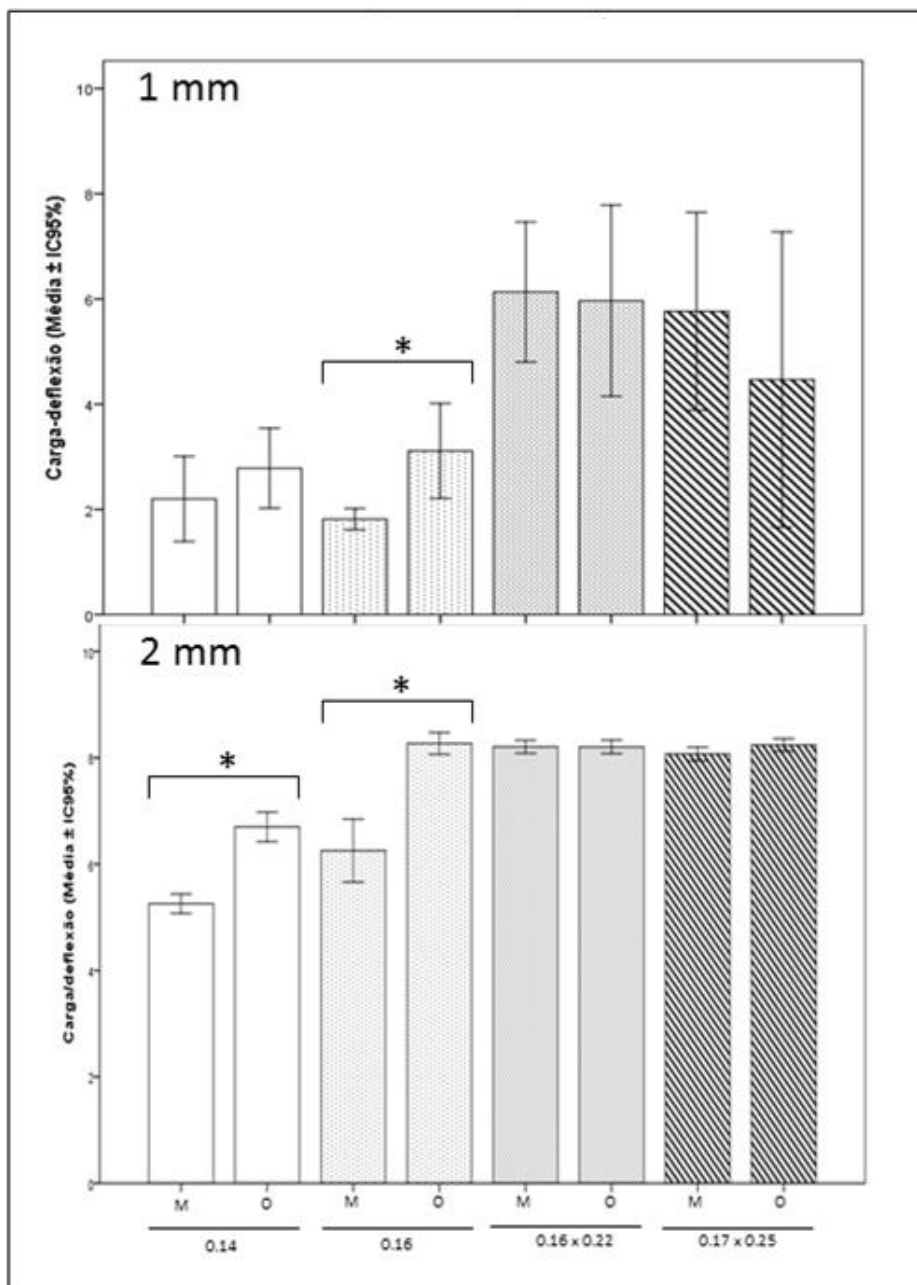 1 mm
10
8
6
4
2
0
Carga-deflexão (Média ± IC95%)
*
2 mm
10
8
6
4
2
0
Carga/deflexão (Média ± IC95%)
*
*
M O M O M O M O
0.14 0.16 0.16 x 0.22 0.17 x 0.25